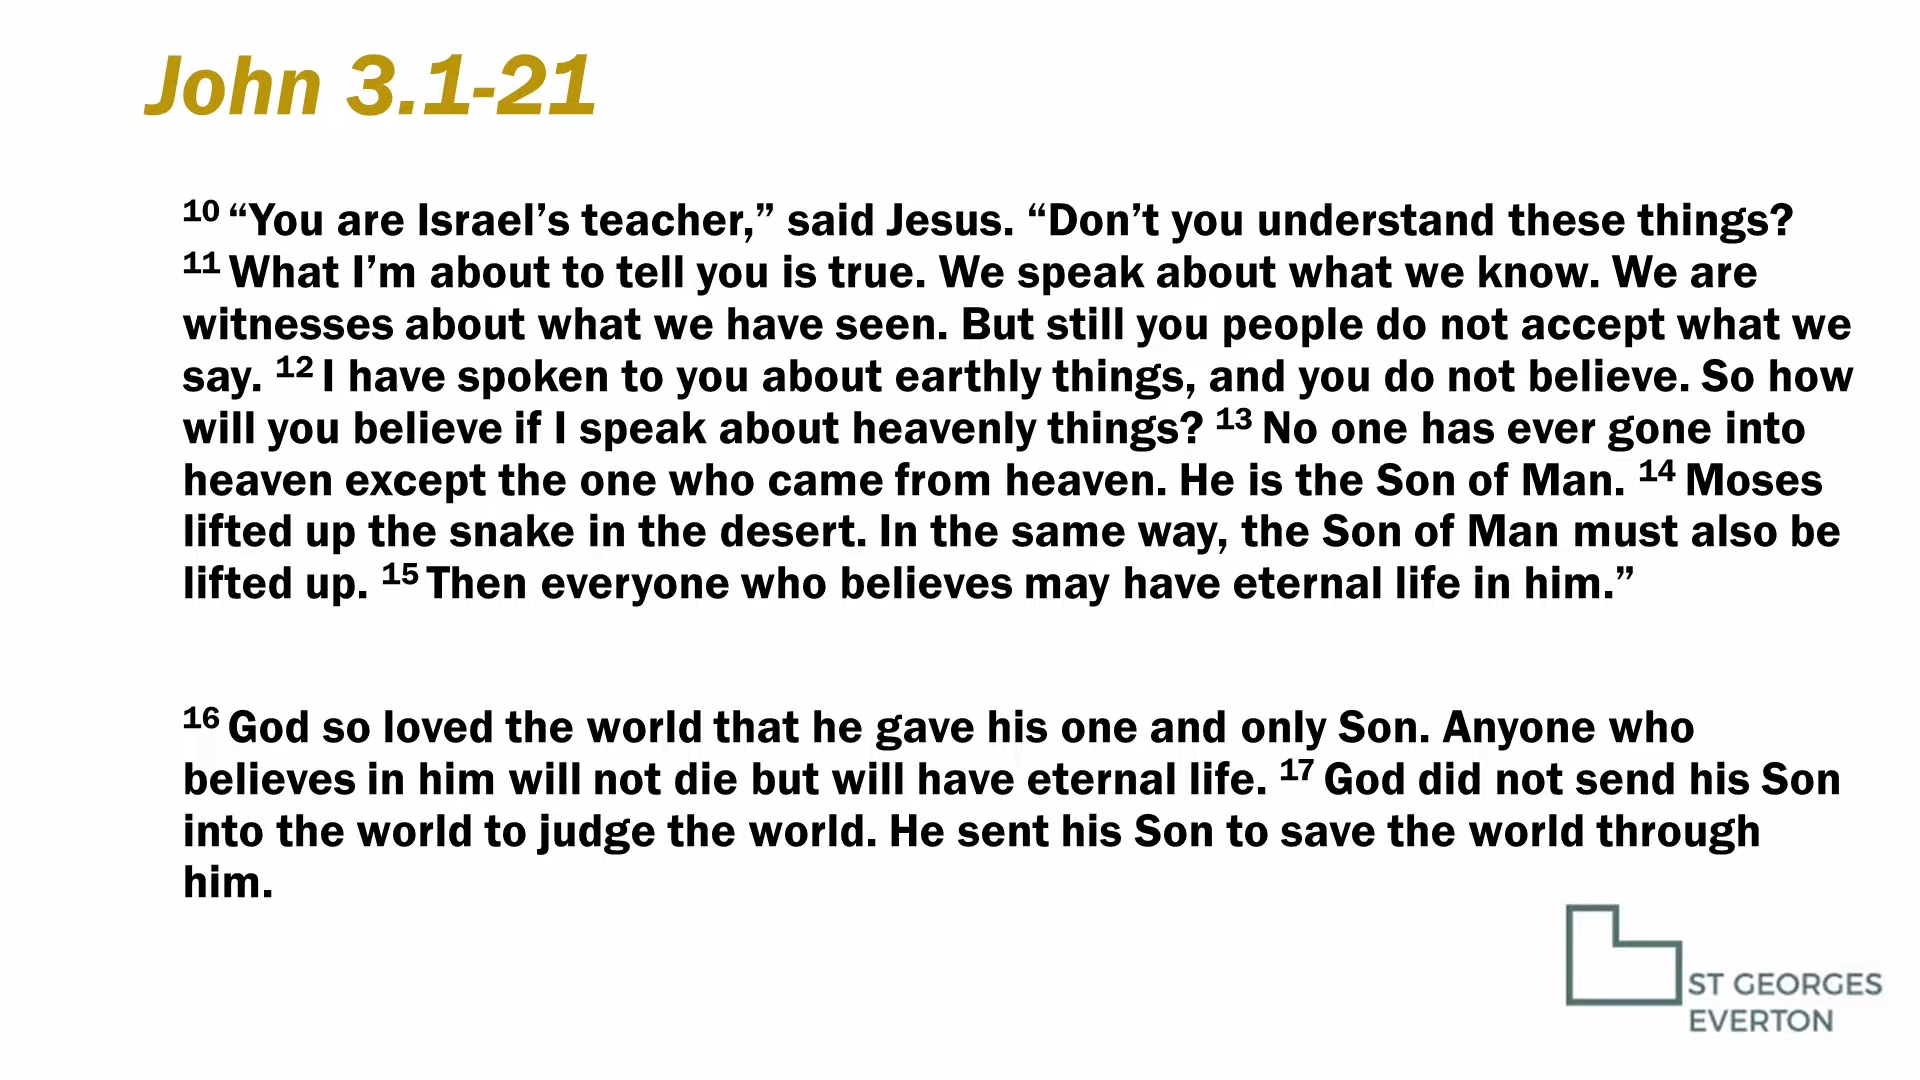 John 3.1-21
10 “You are Israel’s teacher,” said Jesus. “Don’t you understand these things?
11 What I’m about to tell you is true. We speak about what we know. We are
witnesses about what we have seen. But still you people do not accept what we
say. 12 I have spoken to you about earthly things, and you do not believe. So how
will you believe if I speak about heavenly things? 13 No one has ever gone into
heaven except the one who came from heaven. He is the Son of Man. 14 Moses
lifted up the snake in the desert. In the same way, the Son of Man must also be
lifted up. 15 Then everyone who believes may have eternal life in him.”
16 God so loved the world that he gave his one and only Son. Anyone who
believes in him will not die but will have eternal life. 17 God did not send his Son
into the world to judge the world. He sent his Son to save the world through
him.
ST GEORGES
EVERTON